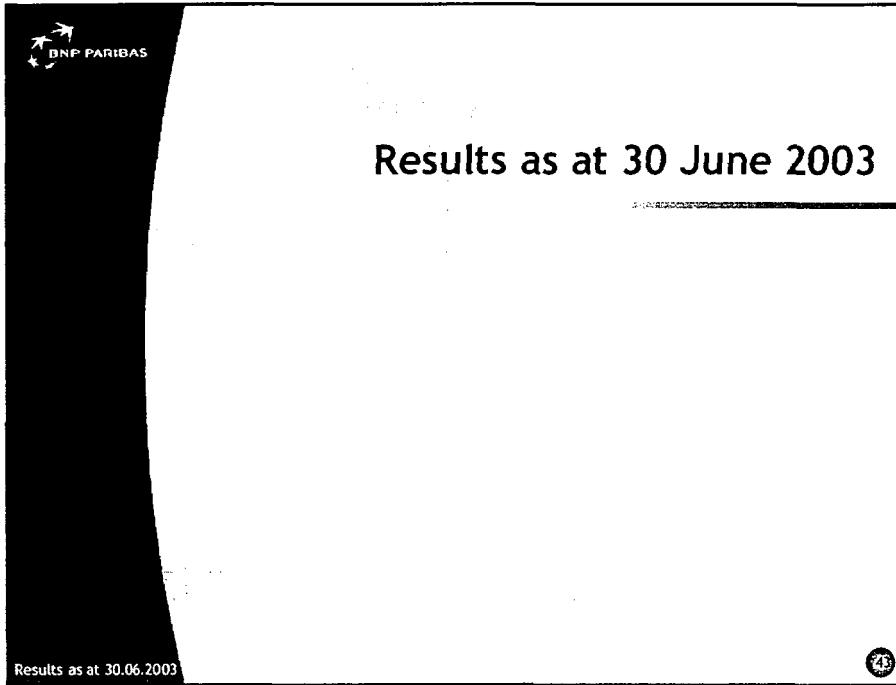 BNP PARIBAS
Results as at 30 June 2003
Results as at 30.06.2003
43